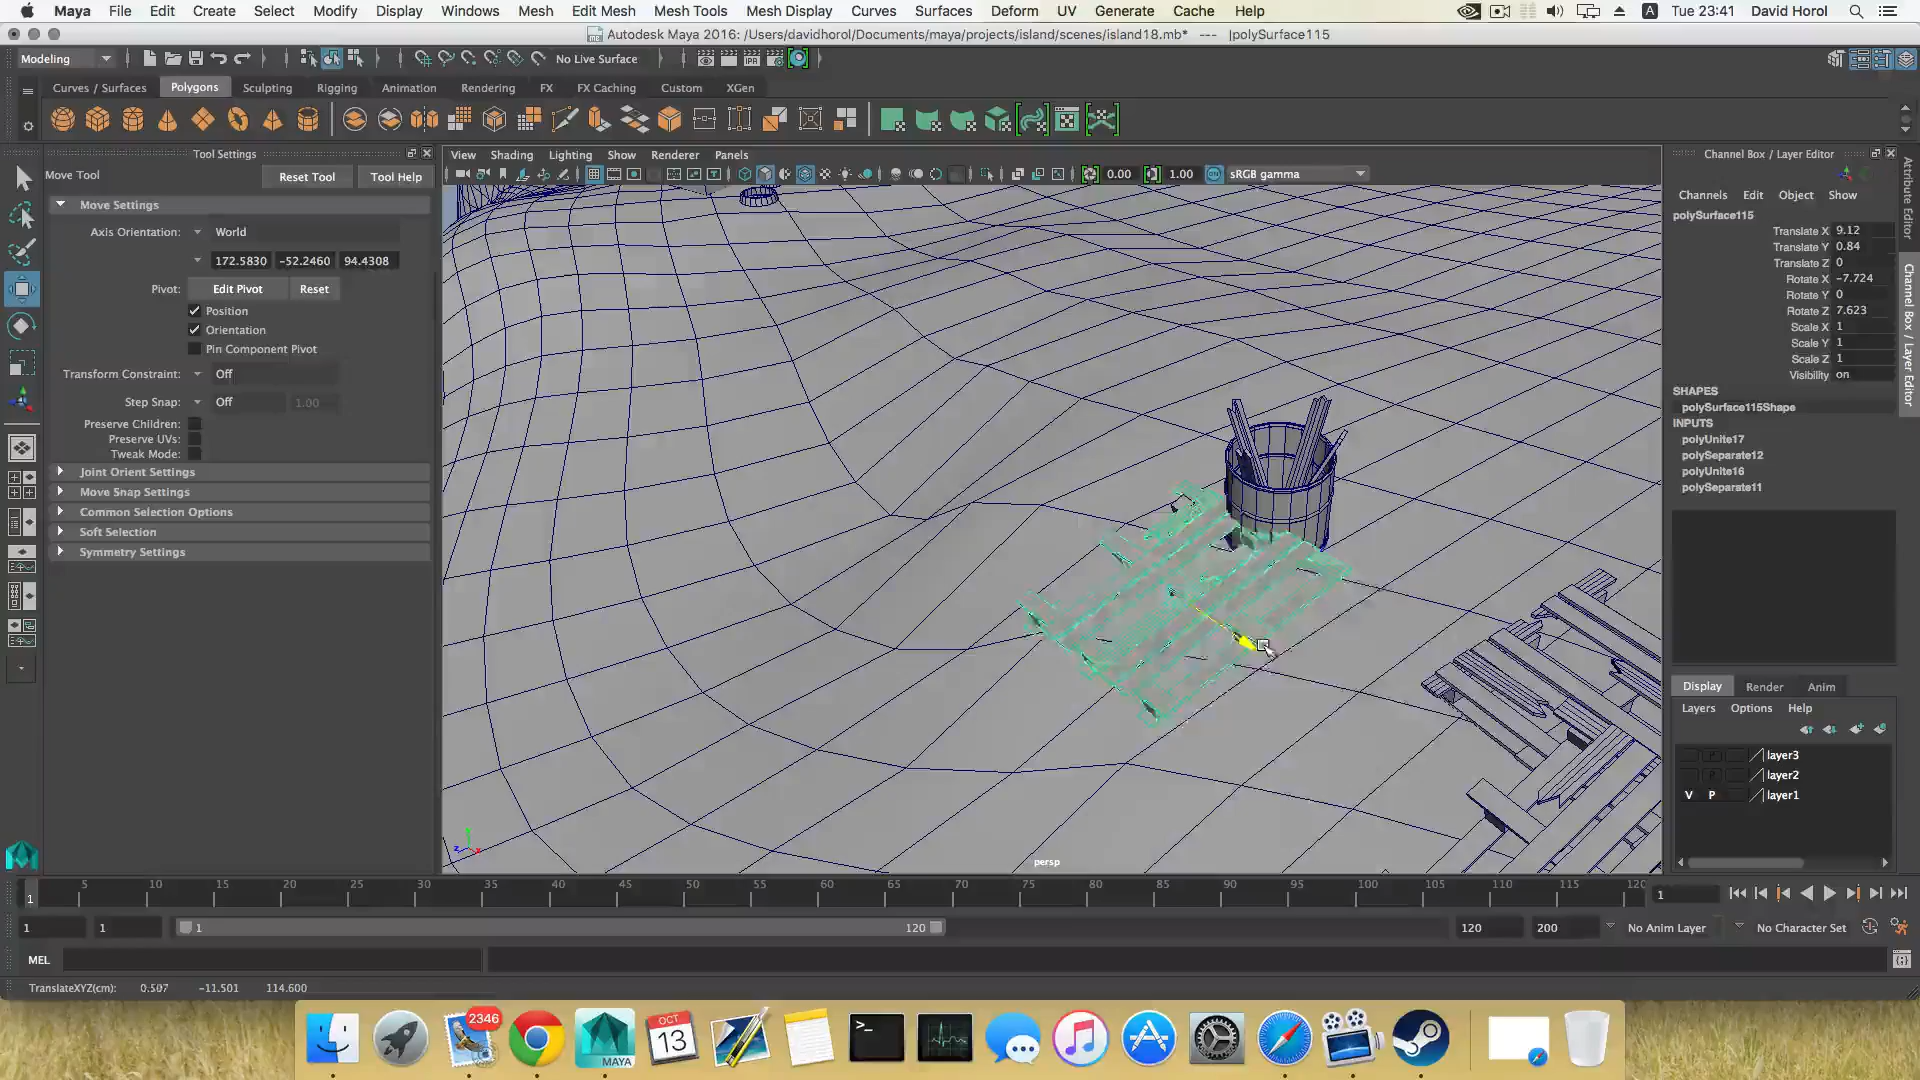 Maya File Edit Create Select Modify Display Windows Mesh Edit Mesh Mesh Tools Mesh Display Curves Surfaces Deform UV Generate Cache Help A Tue 23:41 David Horol
Autodesk Maya 2016: /Users/davidhorol/Documents/maya/projects/island/scenes/island18.mb* --- |polySurface115
Modeling No Live Surface
Curves / Surfaces Polygons Sculpting Rigging Animation Rendering FX FX Caching Custom XGen
Tool Settings
Move Tool Reset Tool Tool Help
Move Settings
Axis Orientation: World
172.5830 -52.2460 94.4308
Pivot: Edit Pivot Reset
Position
Orientation
Pin Component Pivot
Transform Constraint: Off
Step Snap: Off 1.00
Preserve Children:
Preserve UVs:
Tweak Mode:
Joint Orient Settings
Move Snap Settings
Common Selection Options
Soft Selection
Symmetry Settings
View Shading Lighting Show Renderer Panels
0.00 1.00 sRGB gamma
persp
Channel Box / Layer Editor
Channels Edit Object Show
polySurface115
Translate X 9.12
Translate Y 0.84
Translate Z 0
Rotate X -7.724
Rotate Y 0
Rotate Z 7.623
Scale X 1
Scale Y 1
Scale Z 1
Visibility on
SHAPES
polySurface115Shape
INPUTS
polyUnite17
polySeparate12
polyUnite16
polySeparate11
Attribute Editor
Channel Box / Layer Editor
Display Render Anim
Layers Options Help
P layer3
P layer2
V P layer1
1 5 10 15 20 25 30 35 40 45 50 55 60 65 70 75 80 85 90 95 100 105 110 115 120 1
1 1 1 120 120 200 No Anim Layer No Character Set
MEL
TranslateXYZ(cm): 0.507 -11.501 114.600
2346
MAYA
OCT
13